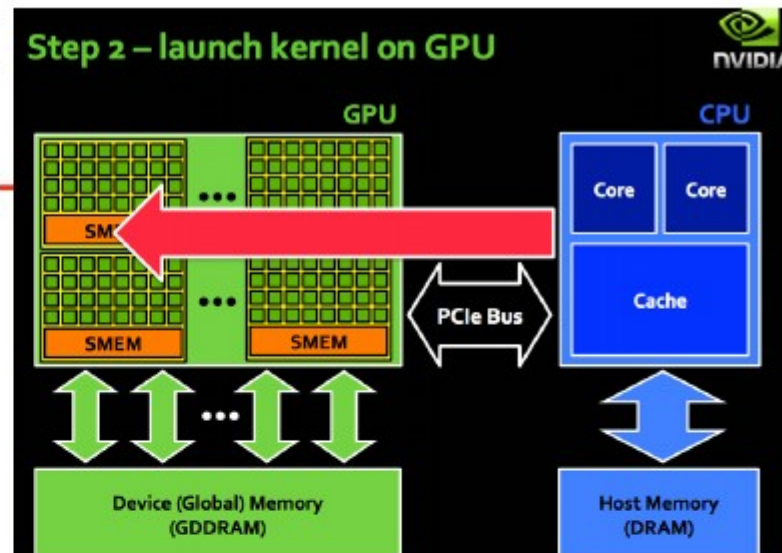 Step 2 – launch kernel on GPU
NVIDIA
GPU
CPU
Core
Core
...
SM
...
PCIe Bus
Cache
SMEM
SMEM
...
Device (Global) Memory
(GDDRAM)
Host Memory
(DRAM)